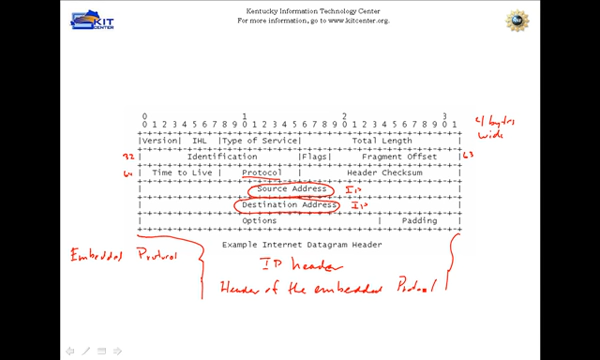 Kentucky Information Technology Center
For more information, go to www.kitcenter.org.
KIT
CENTER
0 1 2 3
0 1 2 3 4 5 6 7 8 9 0 1 2 3 4 5 6 7 8 9 0 1 2 3 4 5 6 7 8 9 0 1
4 bytes
wide
|Version| IHL |Type of Service| Total Length |
32 | Identification |Flags| Fragment Offset | 63
| Time to Live | Protocol | Header Checksum |
| Source Address |
| Destination Address |
| Options | Padding |
Example Internet Datagram Header
Embedded Protocol
IP header
Header of the embedded Protocol